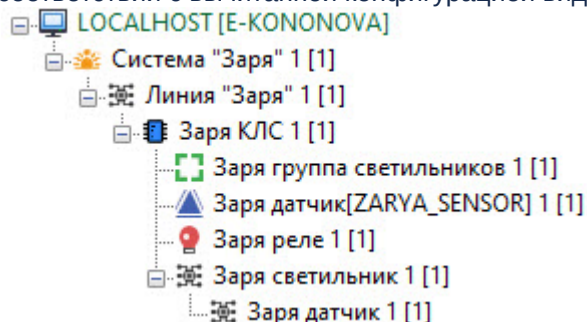 LOCALHOST [E-KONONOVA]
Система "Заря" 1 [1]
Линия "Заря" 1 [1]
Заря КЛС 1 [1]
Заря группа светильников 1 [1]
Заря датчик[ZARYA_SENSOR] 1 [1]
Заря реле 1 [1]
Заря светильник 1 [1]
Заря датчик 1 [1]